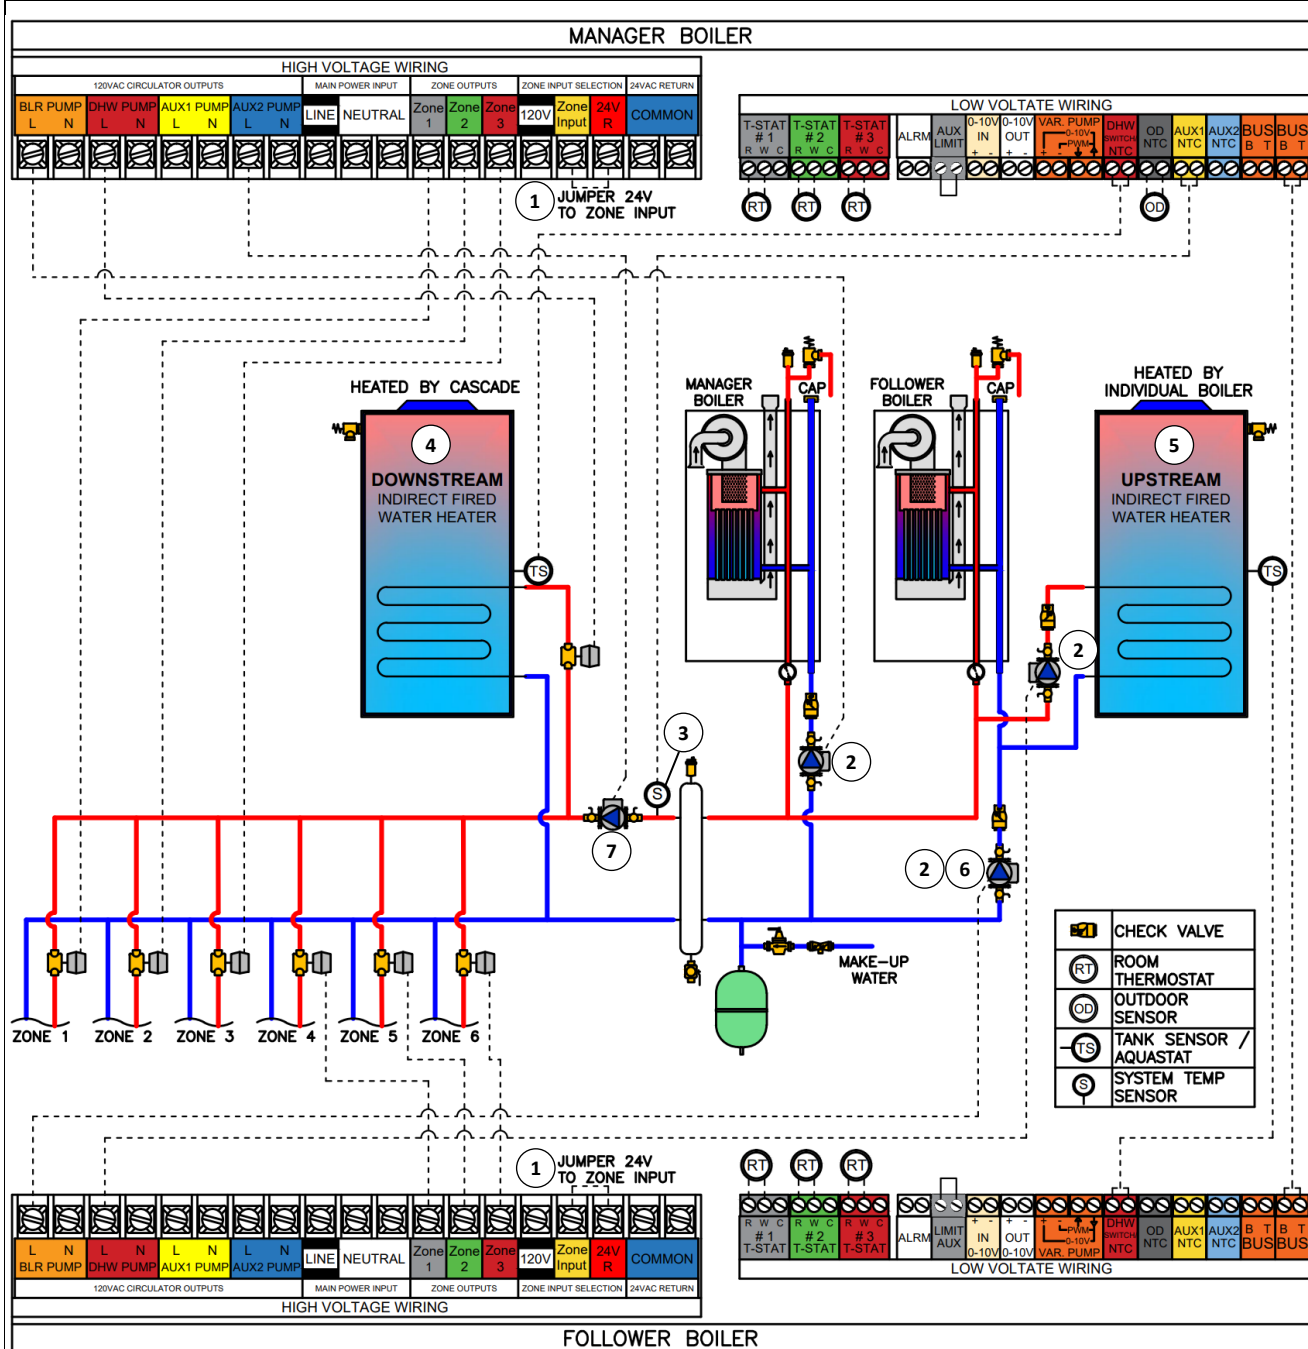 MANAGER BOILER
HIGH VOLTAGE WIRING
120VAC CIRCULATOR OUTPUTS MAIN POWER INPUT ZONE OUTPUTS ZONE INPUT SELECTION 24VAC RETURN
BLR PUMP DHW PUMP AUX1 PUMP AUX2 PUMP LINE NEUTRAL Zone Zone Zone 120V Zone 24V COMMON
L N L N L N L N 1 2 3 Input R
LOW VOLTATE WIRING
T-STAT T-STAT T-STAT ALRM AUX 0-10V 0-10V VAR. PUMP DHW OD AUX1 AUX2 BUS BUS
# 1 # 2 # 3 LIMIT IN OUT 0-10V SWITCH/ NTC NTC NTC B T B T
R W C R W C R W C + - + - + - PWM NTC
1 JUMPER 24V
TO ZONE INPUT
RT RT RT OD
HEATED BY CASCADE
MANAGER
BOILER
CAP
FOLLOWER
BOILER
CAP
HEATED BY
INDIVIDUAL BOILER
4
DOWNSTREAM
INDIRECT FIRED
WATER HEATER
5
UPSTREAM
INDIRECT FIRED
WATER HEATER
TS
TS
2
3
2
S
7
2 6
MAKE-UP
WATER
ZONE 1 ZONE 2 ZONE 3 ZONE 4 ZONE 5 ZONE 6
CHECK VALVE
RT ROOM
THERMOSTAT
OD OUTDOOR
SENSOR
TS TANK SENSOR /
AQUASTAT
S SYSTEM TEMP
SENSOR
1 JUMPER 24V
TO ZONE INPUT
RT RT RT
L N L N L N L N LINE NEUTRAL Zone Zone Zone 120V Zone 24V COMMON
BLR PUMP DHW PUMP AUX1 PUMP AUX2 PUMP 1 2 3 Input R
120VAC CIRCULATOR OUTPUTS MAIN POWER INPUT ZONE OUTPUTS ZONE INPUT SELECTION 24VAC RETURN
HIGH VOLTAGE WIRING
R W C R W C R W C + - + - + - PWM DHW
# 1 # 2 # 3 ALRM LIMIT IN OUT 0-10V SWITCH/ OD AUX1 AUX2 B T B T
T-STAT T-STAT T-STAT AUX 0-10V 0-10V VAR. PUMP NTC NTC NTC NTC BUS BUS
LOW VOLTATE WIRING
FOLLOWER BOILER